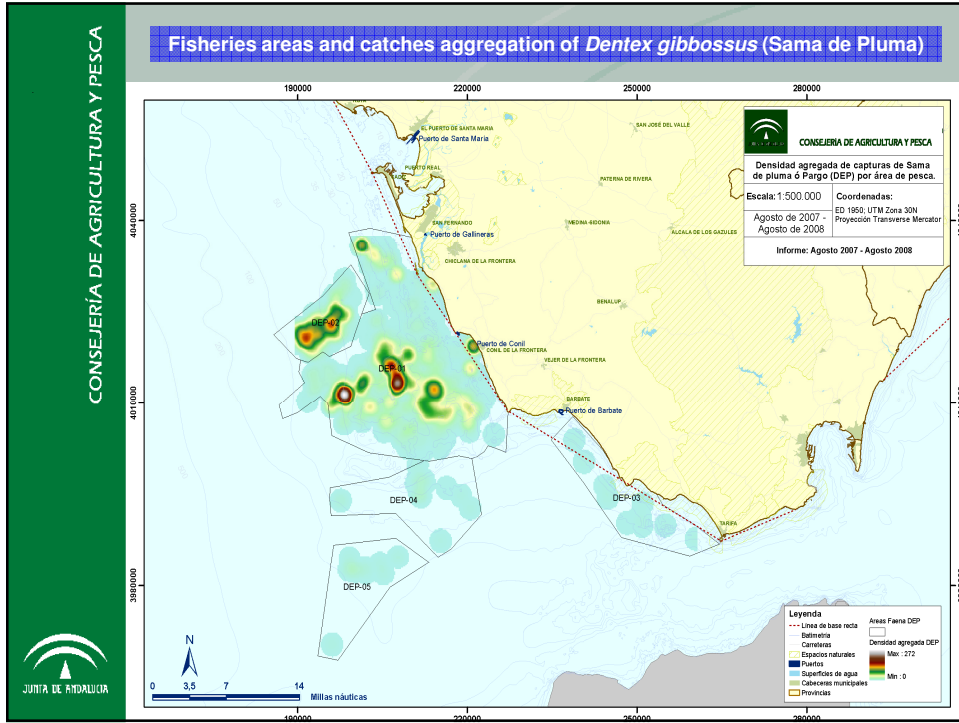 Fisheries areas and catches aggregation of Dentex gibbossus (Sama de Pluma)
CONSEJERÍA DE AGRICULTURA Y PESCA
JUNTA DE ANDALUCIA
190000
220000
250000
280000
4040000
4010000
3980000
CONSEJERÍA DE AGRICULTURA Y PESCA
Densidad agregada de capturas de Sama
de pluma ó Pargo (DEP) por área de pesca.
Escala: 1:500.000
Coordenadas:
ED 1950; UTM Zona 30N
Proyección Transverse Mercator
Agosto de 2007 -
Agosto de 2008
Informe: Agosto 2007 - Agosto 2008
EL PUERTO DE SANTA MARIA
Puerto de Santa Maria
SAN JOSÉ DEL VALLE
PUERTO REAL
PATERNA DE RIVERA
SAN FERNANDO
Puerto de Gallineras
MEDINA-SIDONIA
ALCALA DE LOS GAZULES
CHICLANA DE LA FRONTERA
BENALUP
DEP-02
Puerto de Conil
CONIL DE LA FRONTERA
VEJER DE LA FRONTERA
DEP-01
BARBATE
Puerto de Barbate
DEP-04
DEP-03
TARIFA
DEP-05
N
0 3,5 7 14
Millas náuticas
Leyenda
Línea de base recta
Batimetria
Carreteras
Espacios naturales
Puertos
Superficies de agua
Cabeceras municipales
Provincias
Areas Faena DEP
Densidad agregada DEP
Max : 272
Min : 0
190000
220000
250000
280000